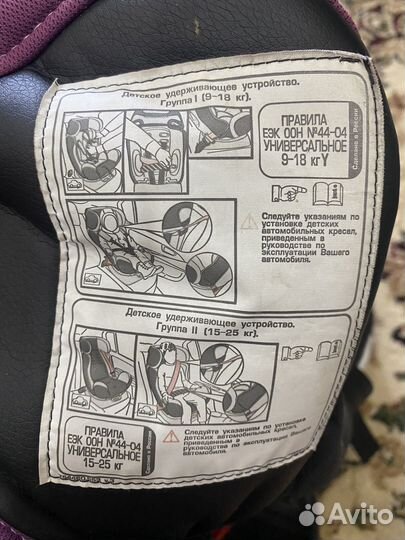 Детское удерживающее устройство.
Группа I (9-18 кг).
ПРАВИЛА
ЕЭК ООН №44-04
УНИВЕРСАЛЬНОЕ
9-18 кгY
Сделано в России
Следуйте указаниям по
установке детских
автомобильных кресел,
приведенным в
руководстве по
эксплуатации Вашего
автомобиля.
Детское удерживающее устройство.
Группа II (15-25 кг).
ПРАВИЛА
ЕЭК ООН №44-04
УНИВЕРСАЛЬНОЕ
15-25 кг
Сделано в России
Следуйте указаниям по установке
детских автомобильных кресел,
приведенным в
руководстве по эксплуатации Вашего
автомобиля.
Avito